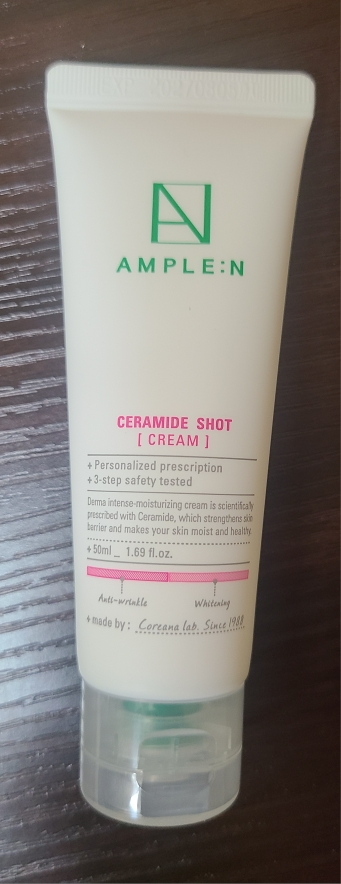 AMPLE:N
CERAMIDE SHOT
[ CREAM ]
+ Personalized prescription
+ 3-step safety tested
Derma intense-moisturizing cream is scientifically
prescribed with Ceramide, which strengthens skin
barrier and makes your skin moist and healthy.
+ 50ml _ 1.69 fl.oz.
Anti-wrinkle Whitening
+ made by : Coreana lab. Since 1988